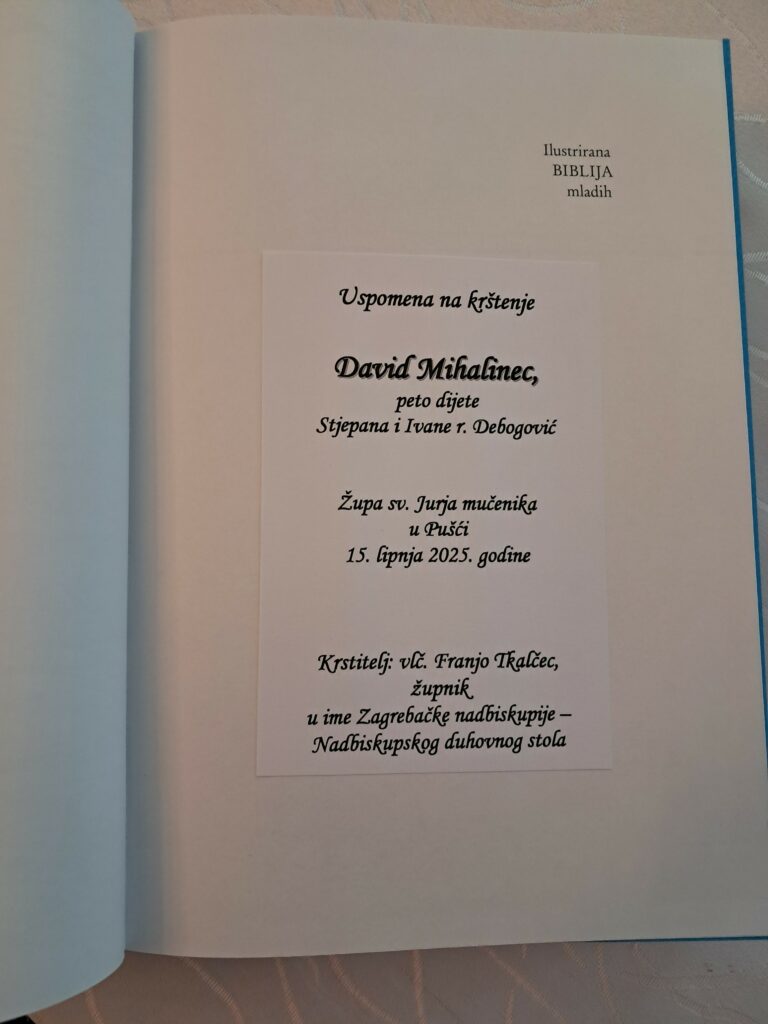 Ilustrirana
BIBLIJA
mladih
Uspomena na krštenje
David Mihalinec,
peto dijete
Stjepana i Ivane r. Debogović
Župa sv. Jurja mučenika
u Pušći
15. lipnja 2025. godine
Krstitelj: vlč. Franjo Tkalčec,
župnik
u ime Zagrebačke nadbiskupije –
Nadbiskupskog duhovnog stola